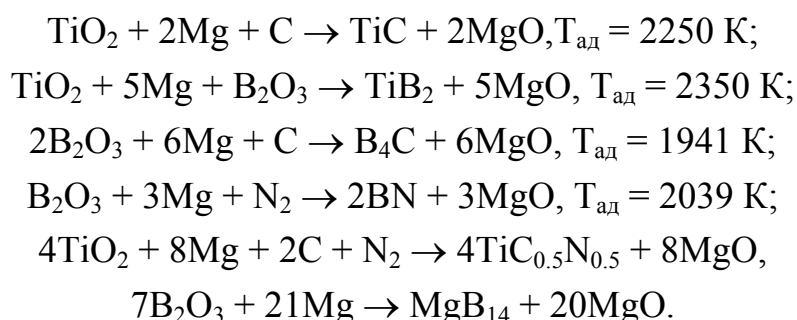 TiO₂ + 2Mg + C → TiC + 2MgO,Tад = 2250 К;
TiO₂ + 5Mg + B₂O₃ → TiB₂ + 5MgO, Tад = 2350 К;
2B₂O₃ + 6Mg + C → B₄C + 6MgO, Tад = 1941 К;
B₂O₃ + 3Mg + N₂ → 2BN + 3MgO, Tад = 2039 К;
4TiO₂ + 8Mg + 2C + N₂ → 4TiC₀.₅N₀.₅ + 8MgO,
7B₂O₃ + 21Mg → MgB₁₄ + 20MgO.